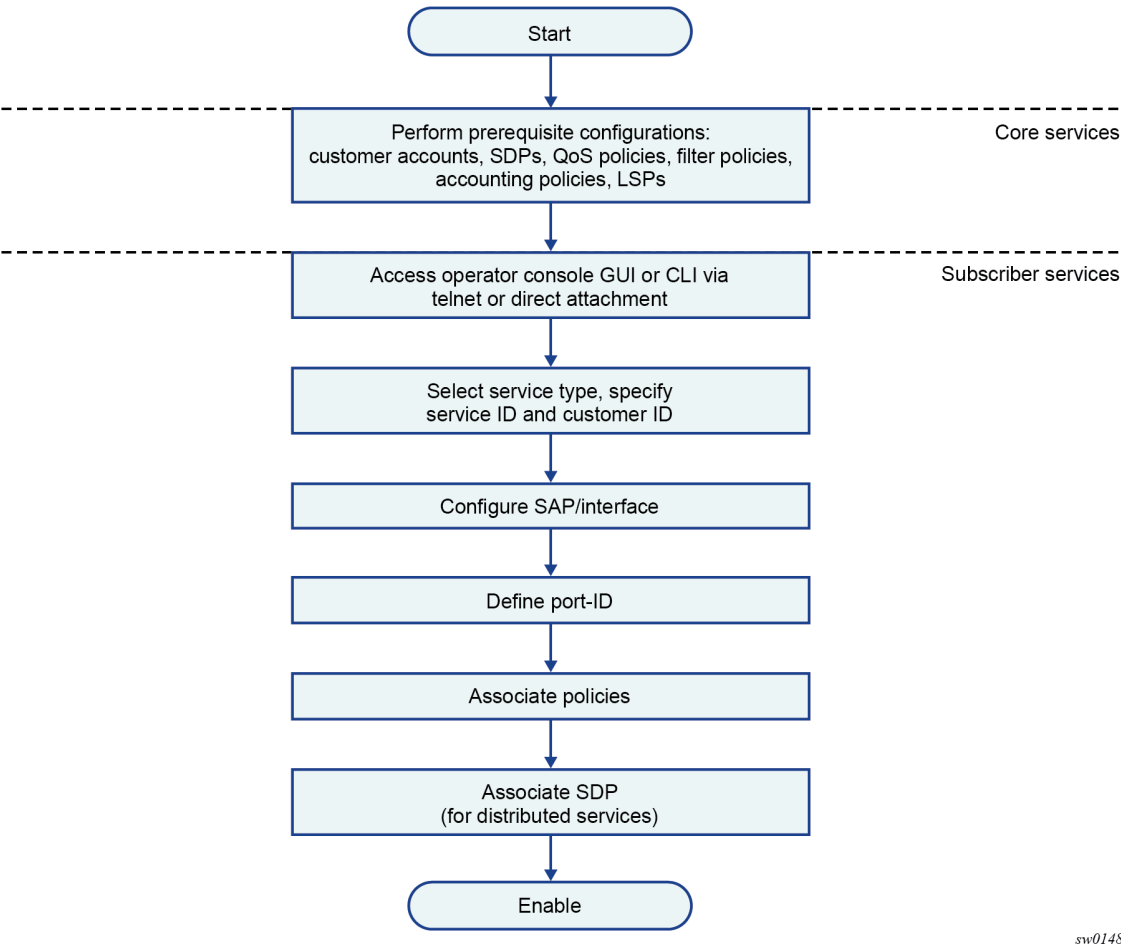 Start
Perform prerequisite configurations:
Core services
customer accounts, SDPs, QoS policies, filter policies,
accounting policies, LSPs
Access operator console GUI or CLI via
Subscriber services
telnet or direct attachment
Select service type, specify
service ID and customer ID
Configure SAP/interface
Define port-ID
Associate policies
Associate SDP
(for distributed services)
Enable
sw0148